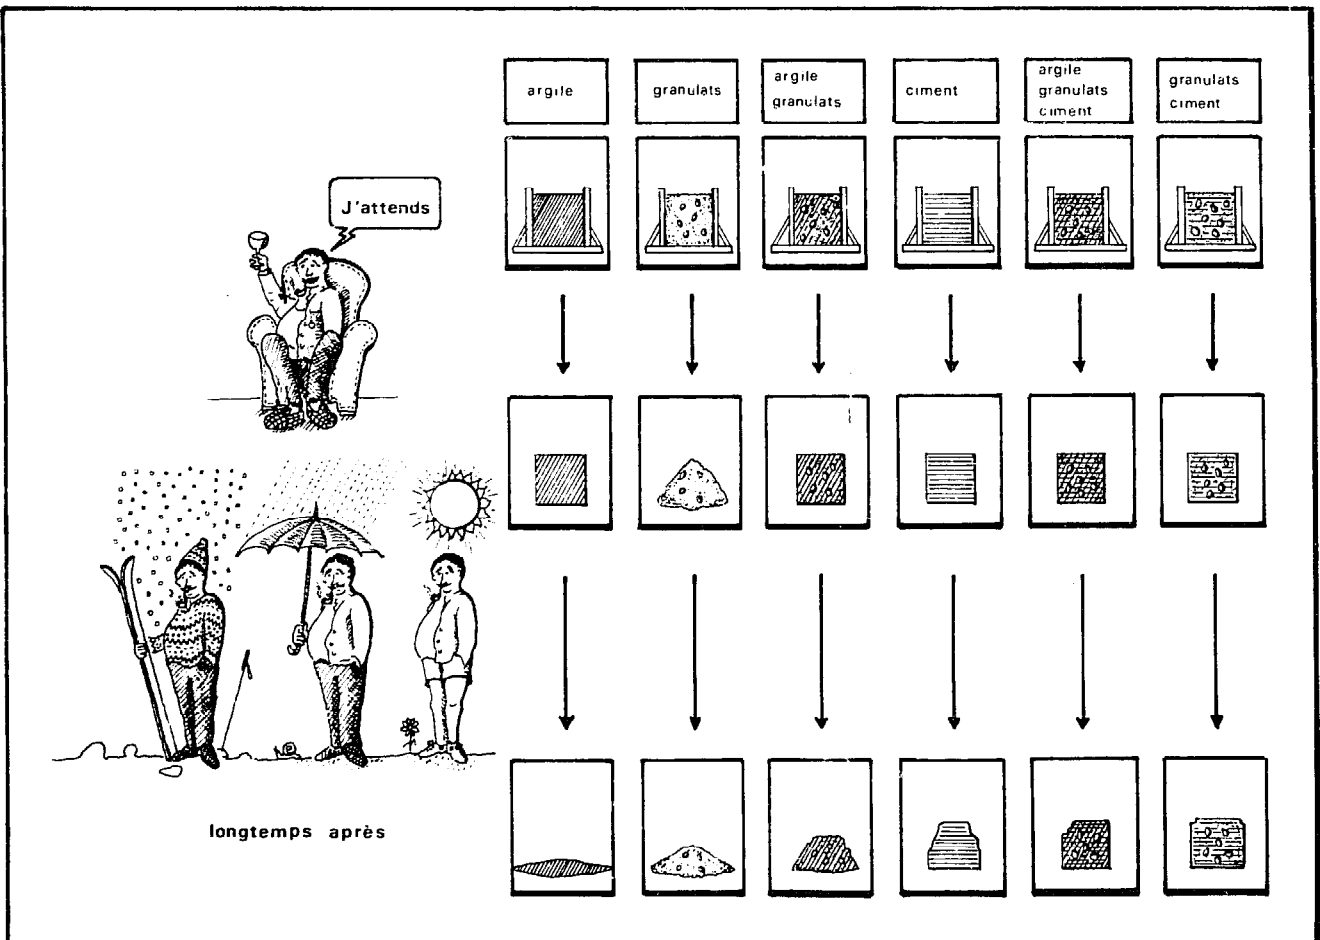 argile
granulats
argile
granulats
ciment
argile
granulats
ciment
granulats
ciment
J'attends
longtemps après